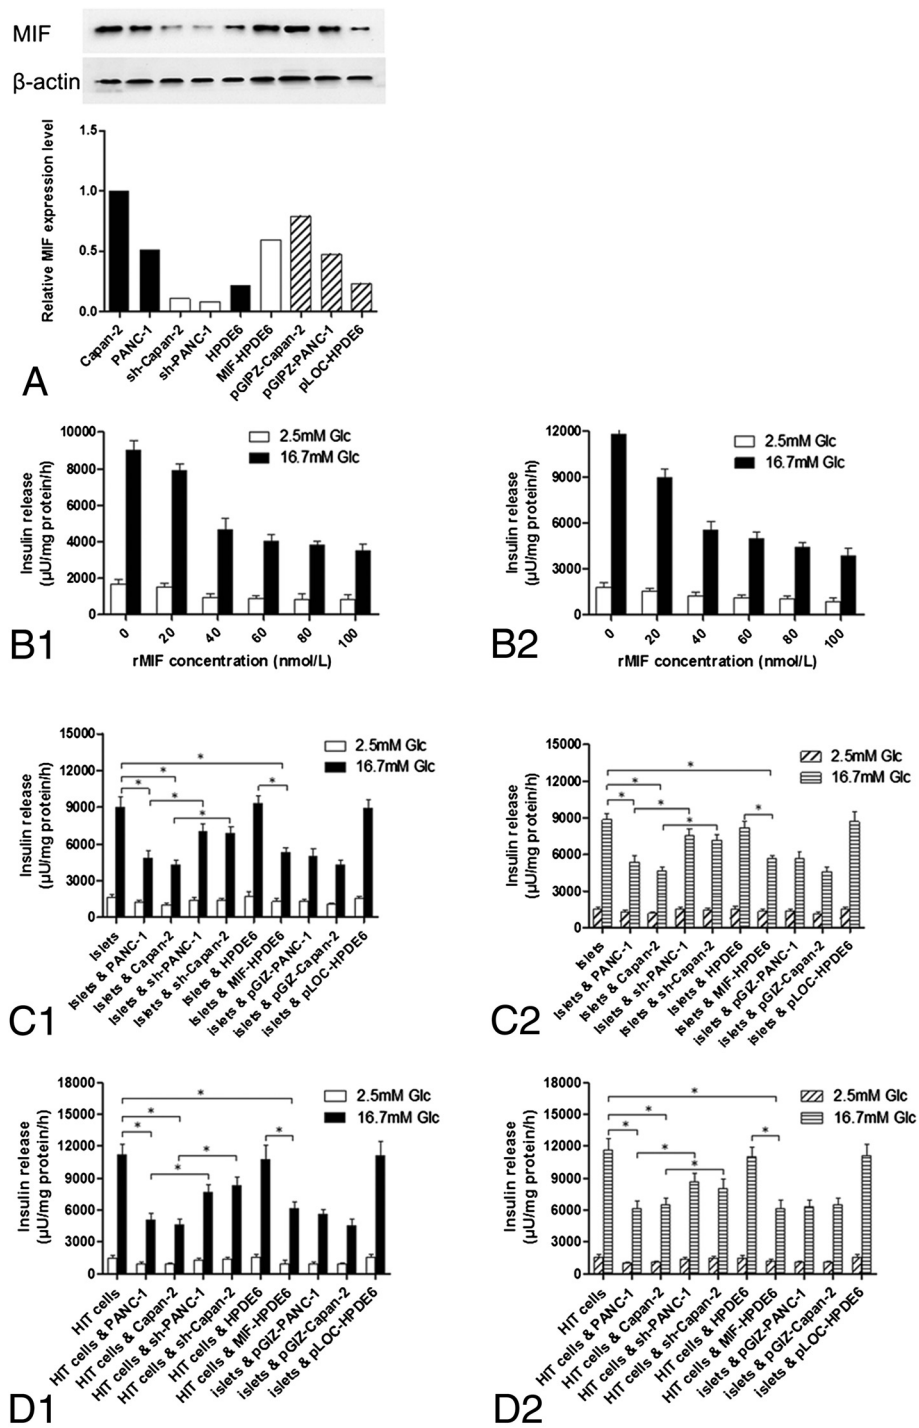 MIF
β-actin
Relative MIF expression level
1.5
1.0
0.5
0.0
Capan-2
PANC-1
sh-Capan-2
sh-PANC-1
HPDE6
MIF-HPDE6
pGIPZ-Capan-2
pGIPZ-PANC-1
pLOC-HPDE6
A
Insulin release
(µU/mg protein/h)
10000
8000
6000
4000
2000
0
2.5mM Glc
16.7mM Glc
0 20 40 60 80 100
rMIF concentration (nmol/L)
B1
Insulin release
(µU/mg protein/h)
12000
9000
6000
3000
0
2.5mM Glc
16.7mM Glc
0 20 40 60 80 100
rMIF concentration (nmol/L)
B2
Insulin release
(µU/mg protein/h)
15000
12000
9000
6000
3000
0
2.5mM Glc
16.7mM Glc
* * * * * *
Islets
Islets & PANC-1
Islets & Capan-2
Islets & sh-PANC-1
Islets & sh-Capan-2
Islets & HPDE6
Islets & MIF-HPDE6
islets & pGIZ-PANC-1
islets & pGIZ-Capan-2
islets & pLOC-HPDE6
C1
Insulin release
(µU/mg protein/h)
15000
12000
9000
6000
3000
0
2.5mM Glc
16.7mM Glc
* * * * * *
Islets
Islets & PANC-1
Islets & Capan-2
Islets & sh-PANC-1
Islets & sh-Capan-2
Islets & HPDE6
Islets & MIF-HPDE6
islets & pGIZ-PANC-1
islets & pGIZ-Capan-2
islets & pLOC-HPDE6
C2
Insulin release
(µU/mg protein/h)
18000
15000
12000
9000
6000
3000
0
2.5mM Glc
16.7mM Glc
* * * * * *
HIT cells
HIT cells & PANC-1
HIT cells & Capan-2
HIT cells & sh-PANC-1
HIT cells & sh-Capan-2
HIT cells & HPDE6
HIT cells & MIF-HPDE6
islets & pGIZ-PANC-1
islets & pGIZ-Capan-2
islets & pLOC-HPDE6
D1
Insulin release
(µU/mg protein/h)
18000
15000
12000
9000
6000
3000
0
2.5mM Glc
16.7mM Glc
* * * * * *
HIT cells
HIT cells & PANC-1
HIT cells & Capan-2
HIT cells & sh-PANC-1
HIT cells & sh-Capan-2
HIT cells & HPDE6
HIT cells & MIF-HPDE6
islets & pGIZ-PANC-1
islets & pGIZ-Capan-2
islets & pLOC-HPDE6
D2